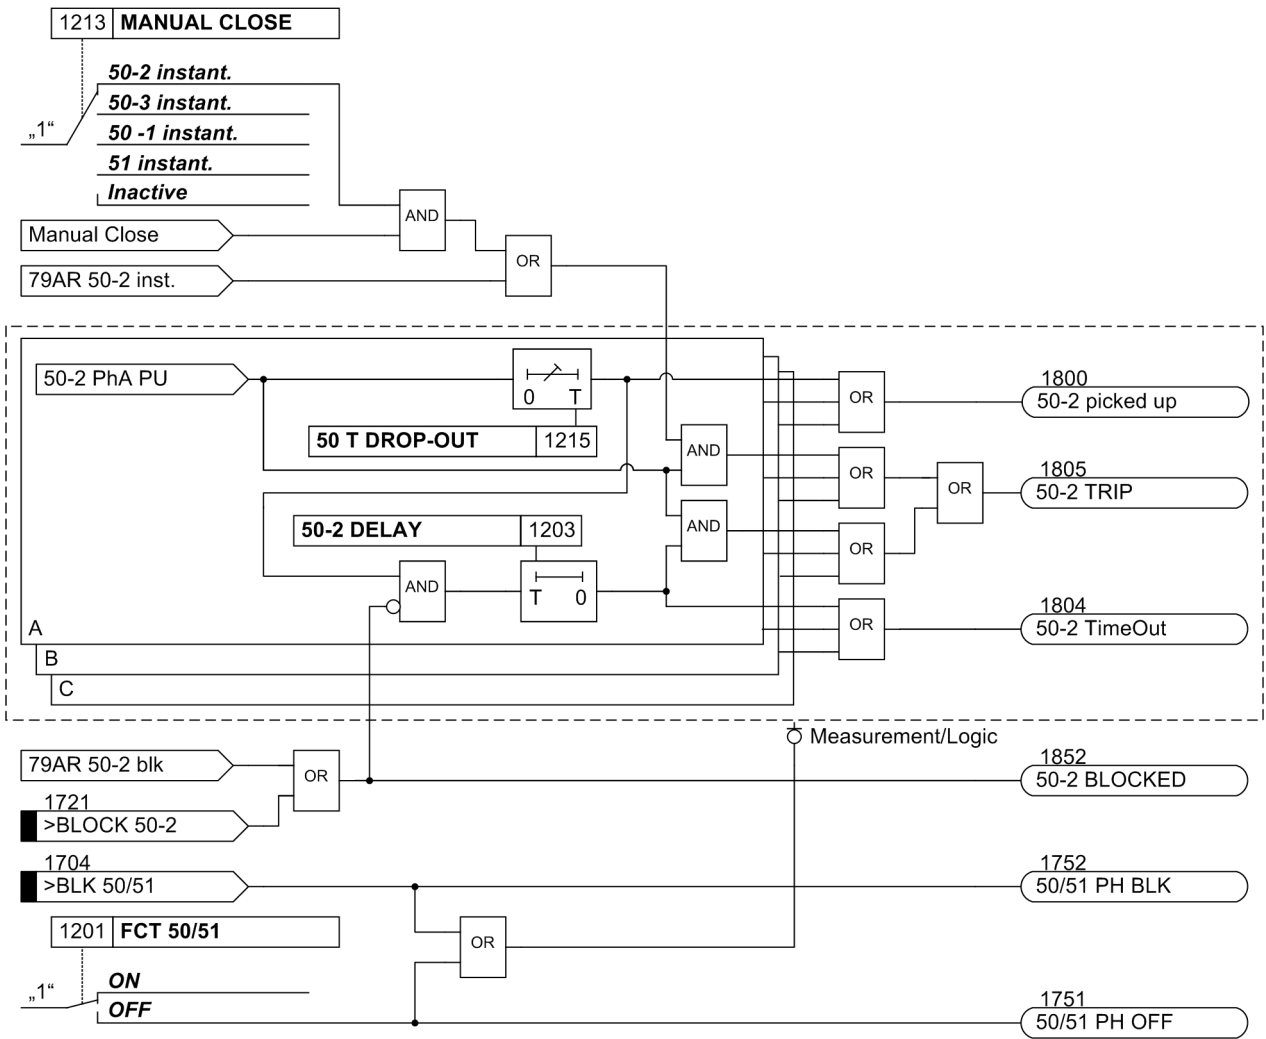 1213 MANUAL CLOSE
50-2 instant.
50-3 instant.
„1“
50 -1 instant.
51 instant.
Inactive
AND
Manual Close
OR
79AR 50-2 inst.
50-2 PhA PU
0 T
1800
OR
50-2 picked up
50 T DROP-OUT 1215
AND
1805
OR
OR
50-2 TRIP
50-2 DELAY 1203
AND
OR
AND
T 0
1804
OR
50-2 TimeOut
A
B
C
Measurement/Logic
79AR 50-2 blk
OR
1852
50-2 BLOCKED
1721
>BLOCK 50-2
1704
>BLK 50/51
1752
50/51 PH BLK
1201 FCT 50/51
OR
ON
„1“
OFF
1751
50/51 PH OFF